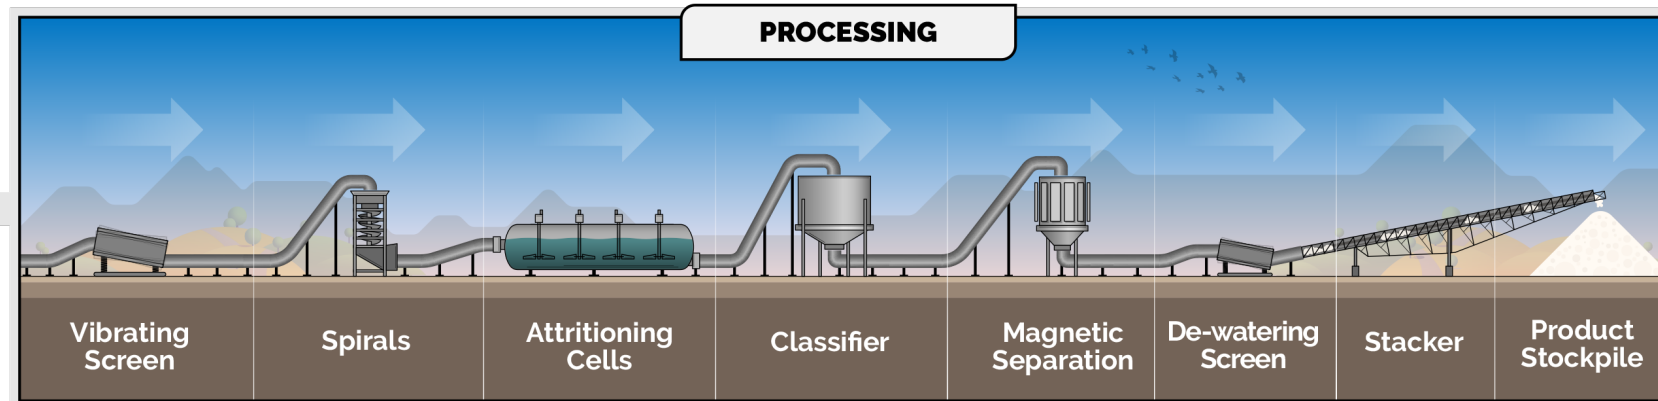 PROCESSING
Vibrating
Screen
Spirals
Attritioning
Cells
Classifier
Magnetic
Separation
De-watering
Screen
Stacker
Product
Stockpile